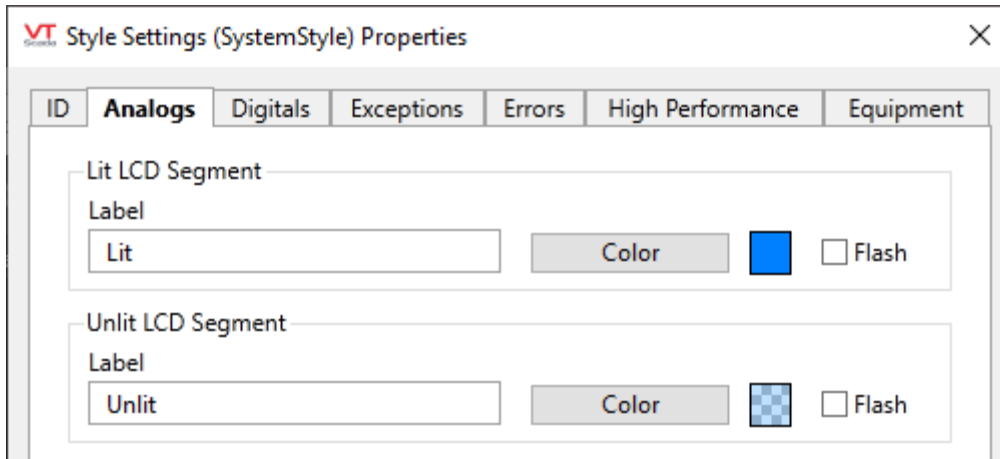 VT Scada Style Settings (SystemStyle) Properties
ID Analogs Digitals Exceptions Errors High Performance Equipment
Lit LCD Segment
Label
Lit Color Flash
Unlit LCD Segment
Label
Unlit Color Flash